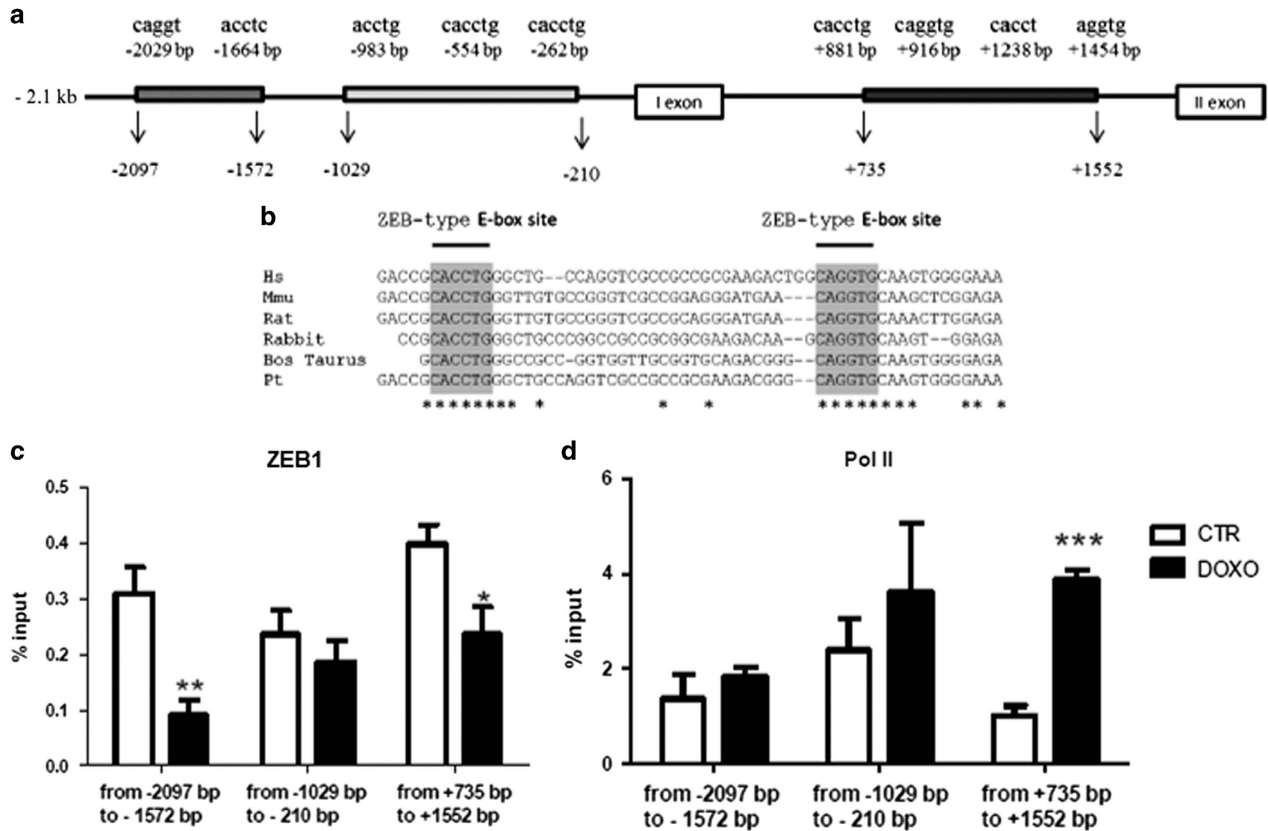 a
caggt acctc acctg cacctg cacctg cacctg caggtg cacct aggtg
-2029 bp -1664 bp -983 bp -554 bp -262 bp +881 bp +916 bp +1238 bp +1454 bp
- 2.1 kb I exon II exon
-2097 -1572 -1029 -210 +735 +1552
b
ZEB-type E-box site ZEB-type E-box site
Hs GACCGCACCTGGGCTG--CCAGGTCGCCGCCGCGAAGACTGGCAGGTGCAAGTGGGGAAA
Mmu GACCGCACCTGGGTTGTGCCGGGTCGCCGGAGGGATGAA---CAGGTGCAAGCTCGGAGA
Rat GACCGCACCTGGGTTGTGCCGGGTCGCCGCAGGGATGAA---CAGGTGCAAACTTGGAGA
Rabbit CCGCACCTGGGCTGCCGGCCGCCGCGGCGAAGACAA--GCAGGTGCAAGT--GGAGA
Bos Taurus GCACCTGGGCCGCC-GGTGGTTGCGGTGCAGACGGG--CAGGTGCAAGTGGGGAGA
Pt GACCGCACCTGGGCTGCCAGGTCGCCGCCGCGAAGACGGG--CAGGTGCAAGTGGGGAAA
******** * * * ******** ** *
c
ZEB1
0.5
0.4
0.3
0.2
0.1
0.0
% input
**
*
from -2097 bp to - 1572 bp
from -1029 bp to - 210 bp
from +735 bp to +1552 bp
d
Pol II
6
4
2
0
% input
***
from -2097 bp to - 1572 bp
from -1029 bp to - 210 bp
from +735 bp to +1552 bp
CTR
DOXO